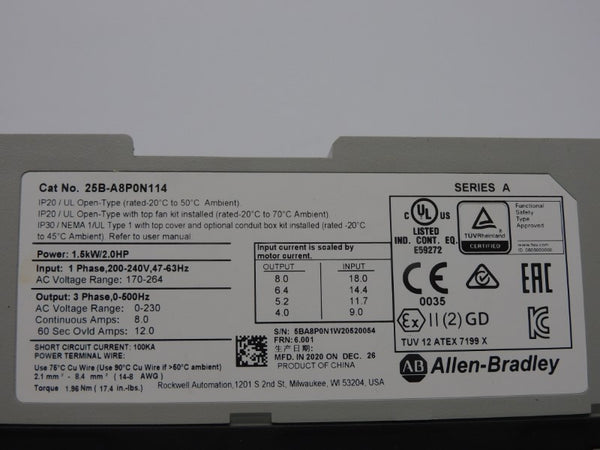 Cat No. 25B-A8P0N114
SERIES A
IP20 / UL Open-Type (rated-20°C to 50°C Ambient).
IP20 / UL Open-Type with top fan kit installed (rated-20°C to 70°C Ambient).
IP30 / NEMA 1/UL Type 1 with top cover and optional conduit box kit installed (rated -20°C
to 45°C Ambient). Refer to user manual
Power: 1.5kW/2.0HP
Input: 1 Phase,200-240V,47-63Hz
AC Voltage Range: 170-264
Output: 3 Phase,0-500Hz
AC Voltage Range: 0-230
Continuous Amps: 8.0
60 Sec Ovld Amps: 12.0
SHORT CIRCUIT CURRENT: 100KA
POWER TERMINAL WIRE:
Use 75°C Cu Wire (Use 90°C Cu Wire if >50°C ambient)
2.1 mm² - 8.4 mm² (14-8 AWG)
Torque 1.96 Nm ( 17.4 in.-lbs.)
Input current is scaled by
motor current.
OUTPUT INPUT
8.0 18.0
6.4 14.4
5.2 11.7
4.0 9.0
S/N: 5BA8P0N1W20520054
FRN: 6.001
生产日期:
MFD. IN 2020 ON DEC. 26
PRODUCT OF CHINA
Rockwell Automation,1201 S 2nd St, Milwaukee, WI 53204, USA
C UL US
LISTED
IND. CONT. EQ.
E59272
TÜVRheinland
CERTIFIED
Functional
Safety
Type
Approved
www.tuv.com
CE
0035
EAC
Ex II (2) GD
TUV 12 ATEX 7199 X
AB Allen-Bradley